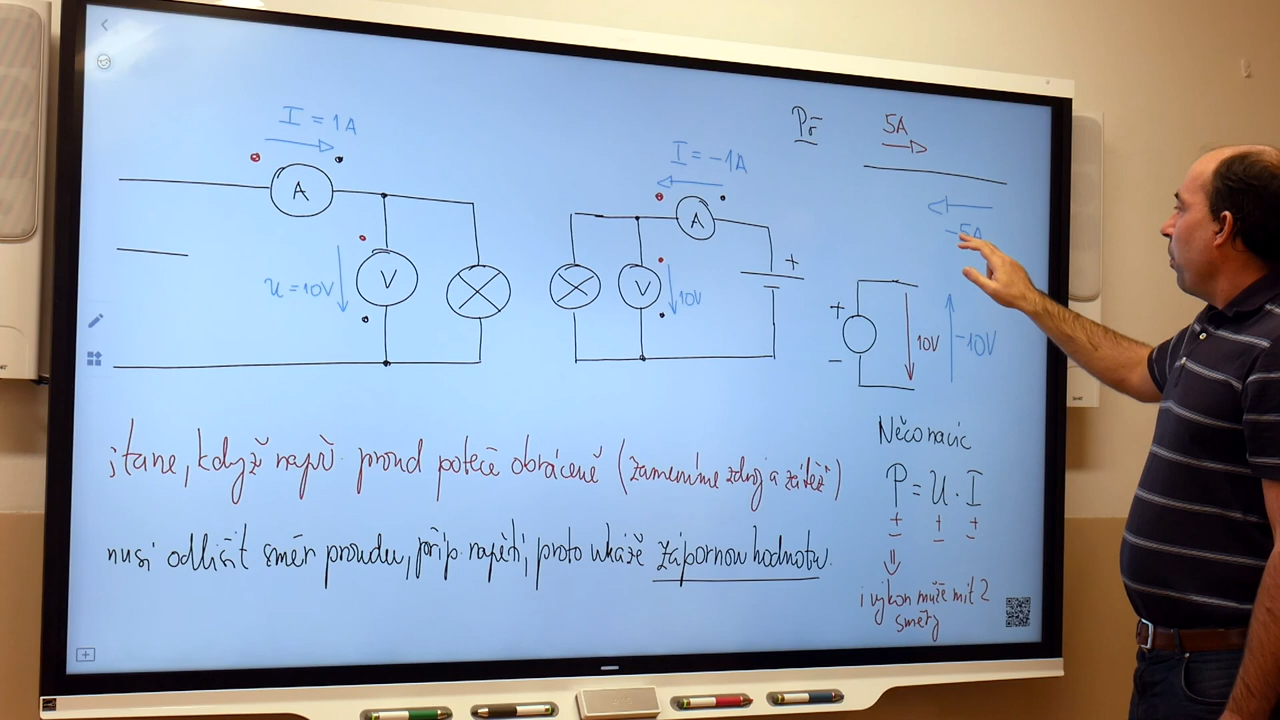 I = 1A
A
U = 10V
V
I = -1A
A
V
10V
+
Př
5A
-5A
+
-
10V
-10V
stane, když např. proud poteče obráceně (zaměníme zdroj a zátěž)
musí odlišit směr proudu, příp. napětí, proto ukáže zápornou hodnotu.
Něco navíc
P = U · I
± ± ±
i výkon může mít 2
směry